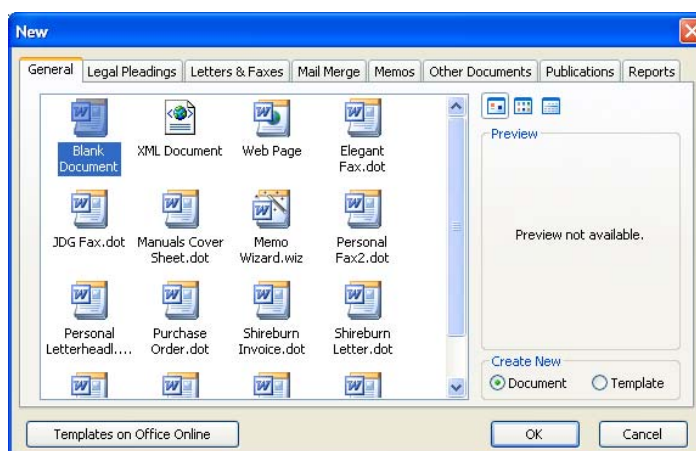 New
General Legal Pleadings Letters & Faxes Mail Merge Memos Other Documents Publications Reports
Blank Document
XML Document
Web Page
Elegant Fax.dot
JDG Fax.dot
Manuals Cover Sheet.dot
Memo Wizard.wiz
Personal Fax2.dot
Personal Letterheadl....
Purchase Order.dot
Shireburn Invoice.dot
Shireburn Letter.dot
Preview
Preview not available.
Create New
Document Template
Templates on Office Online
OK Cancel